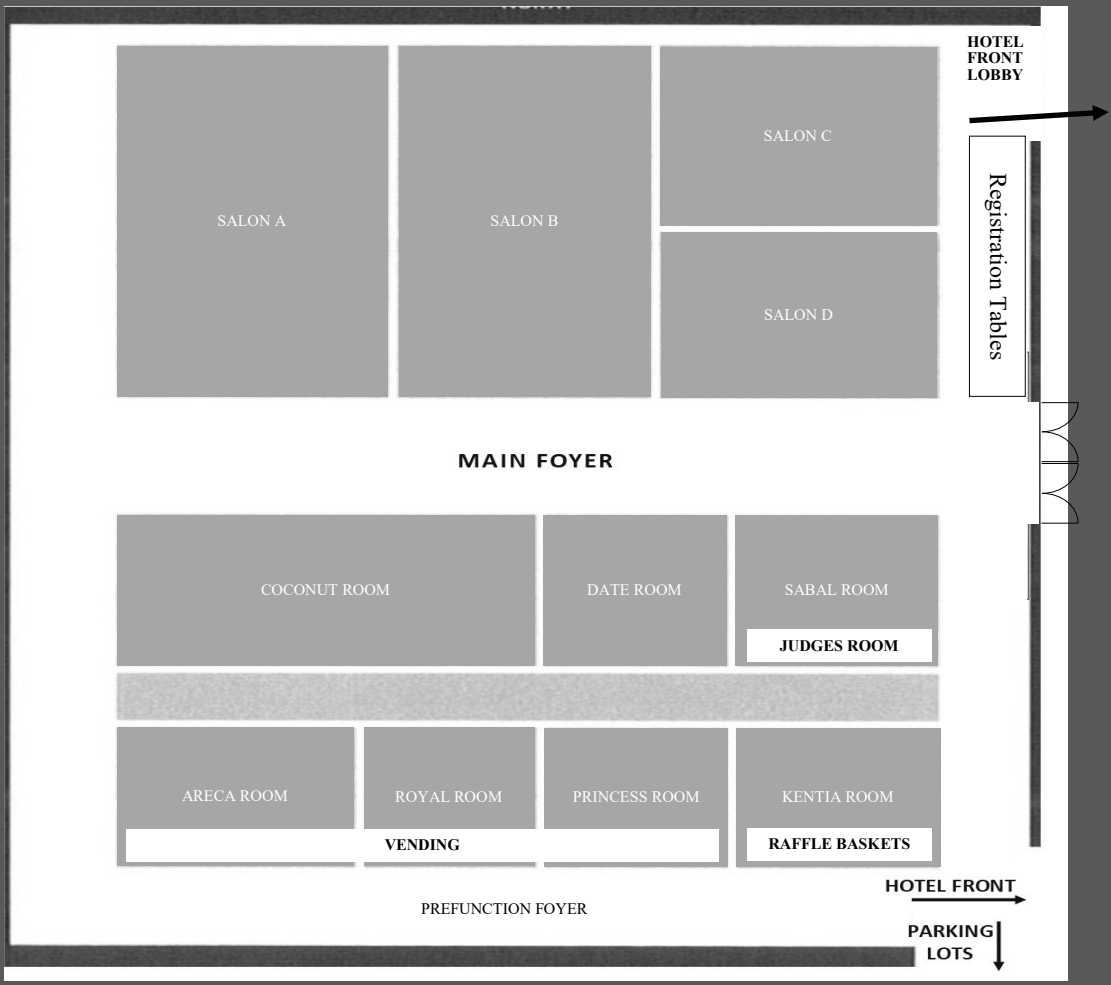 HOTEL
FRONT
LOBBY
SALON A
SALON B
SALON C
SALON D
Registration Tables
MAIN FOYER
COCONUT ROOM
DATE ROOM
SABAL ROOM
JUDGES ROOM
ARECA ROOM
ROYAL ROOM
PRINCESS ROOM
KENTIA ROOM
VENDING
RAFFLE BASKETS
HOTEL FRONT
PREFUNCTION FOYER
PARKING
LOTS